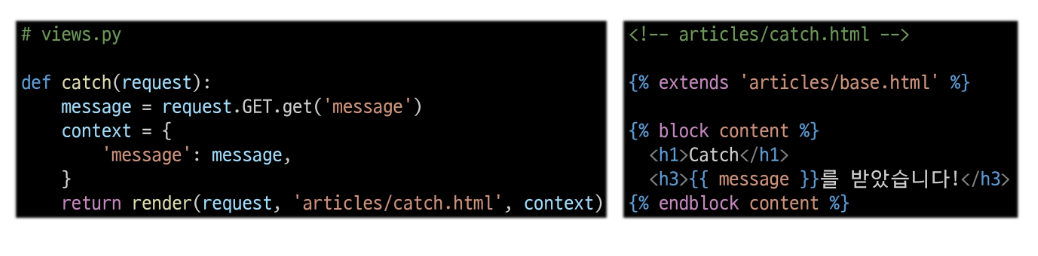 # views.py

def catch(request):
    message = request.GET.get('message')
    context = {
        'message': message,
    }
    return render(request, 'articles/catch.html', context)
<!-- articles/catch.html -->

{% extends 'articles/base.html' %}

{% block content %}
  <h1>Catch</h1>
  <h3>{{ message }}를 받았습니다!</h3>
{% endblock content %}